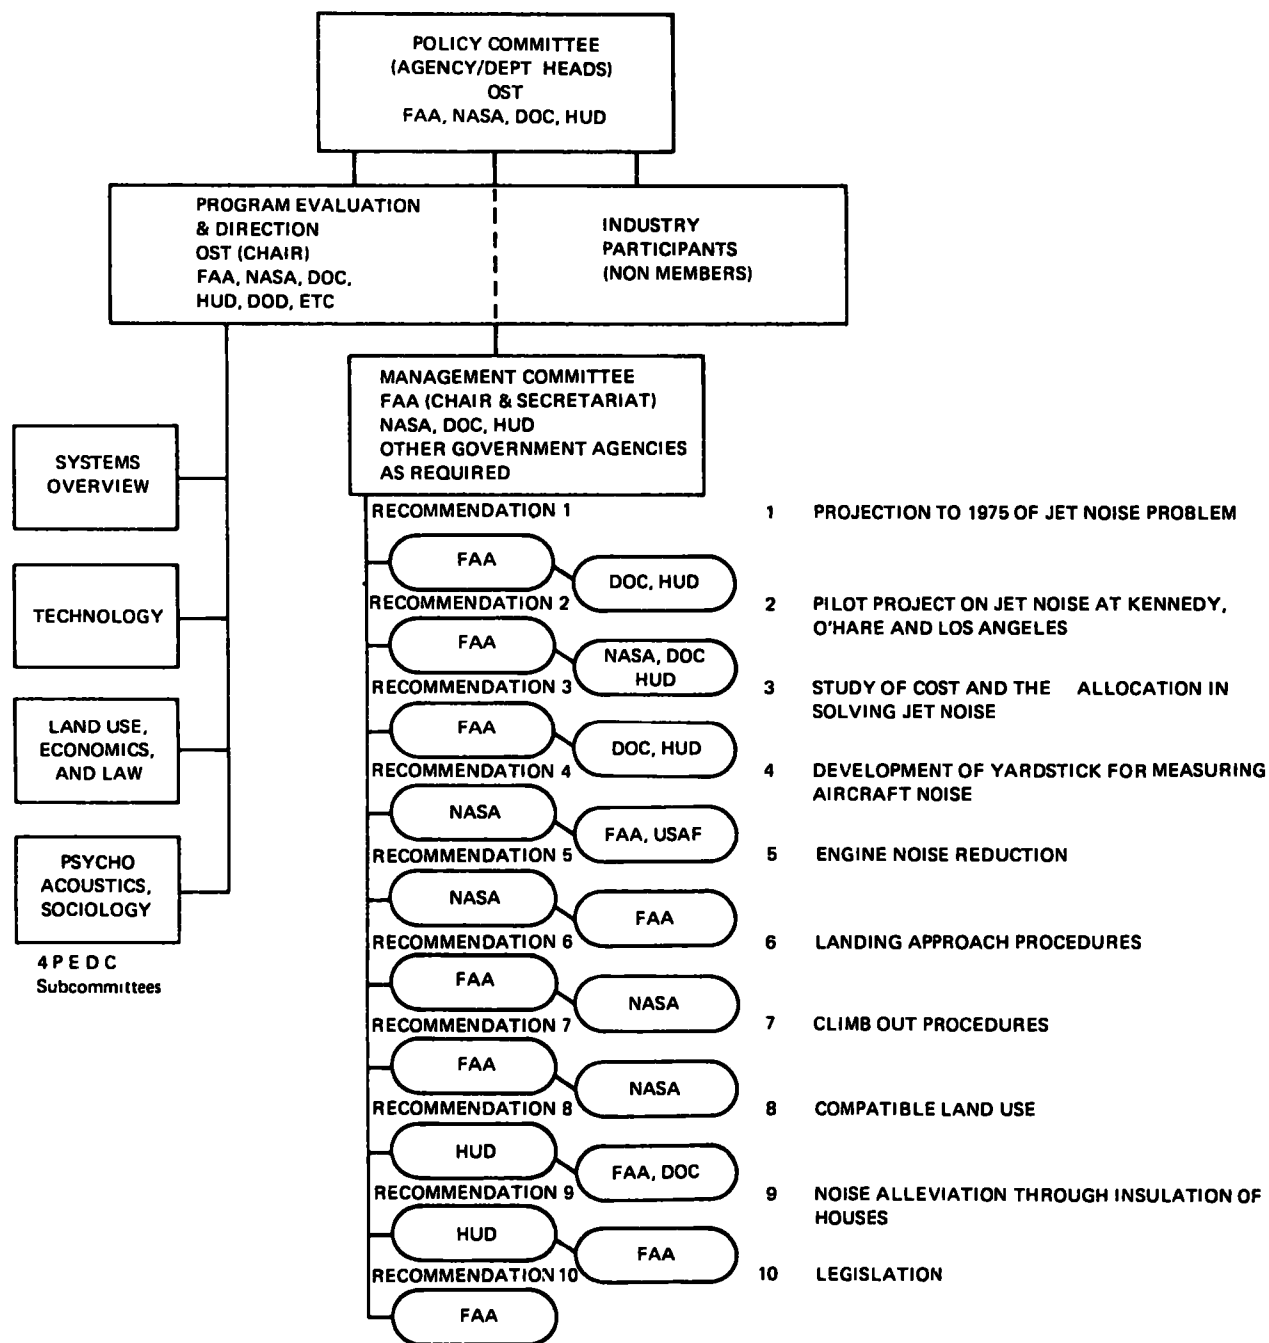 POLICY COMMITTEE
(AGENCY/DEPT HEADS)
OST
FAA, NASA, DOC, HUD
PROGRAM EVALUATION
& DIRECTION
OST (CHAIR)
FAA, NASA, DOC,
HUD, DOD, ETC
INDUSTRY
PARTICIPANTS
(NON MEMBERS)
MANAGEMENT COMMITTEE
FAA (CHAIR & SECRETARIAT)
NASA, DOC, HUD
OTHER GOVERNMENT AGENCIES
AS REQUIRED
SYSTEMS
OVERVIEW
TECHNOLOGY
LAND USE,
ECONOMICS,
AND LAW
PSYCHO
ACOUSTICS,
SOCIOLOGY
4 P E D C
Subcommittees
RECOMMENDATION 1
FAA
DOC, HUD
RECOMMENDATION 2
FAA
NASA, DOC
HUD
RECOMMENDATION 3
FAA
DOC, HUD
RECOMMENDATION 4
NASA
FAA, USAF
RECOMMENDATION 5
NASA
FAA
RECOMMENDATION 6
FAA
NASA
RECOMMENDATION 7
FAA
NASA
RECOMMENDATION 8
HUD
FAA, DOC
RECOMMENDATION 9
HUD
FAA
RECOMMENDATION 10
FAA
1 PROJECTION TO 1975 OF JET NOISE PROBLEM
2 PILOT PROJECT ON JET NOISE AT KENNEDY,
O'HARE AND LOS ANGELES
3 STUDY OF COST AND THE ALLOCATION IN
SOLVING JET NOISE
4 DEVELOPMENT OF YARDSTICK FOR MEASURING
AIRCRAFT NOISE
5 ENGINE NOISE REDUCTION
6 LANDING APPROACH PROCEDURES
7 CLIMB OUT PROCEDURES
8 COMPATIBLE LAND USE
9 NOISE ALLEVIATION THROUGH INSULATION OF
HOUSES
10 LEGISLATION